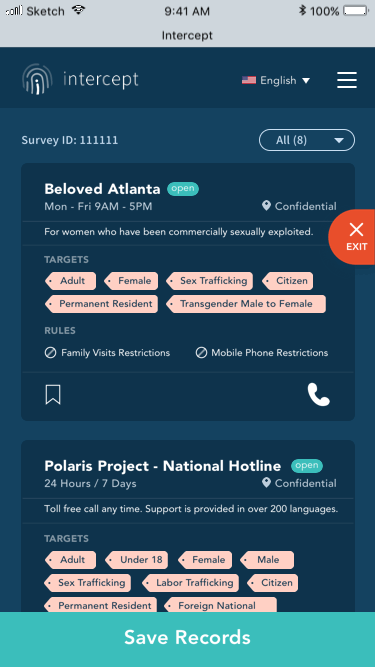 Sketch
9:41 AM
100%
Intercept
intercept
English
Survey ID: 111111
All (8)
Beloved Atlanta open
Mon - Fri 9AM - 5PM
Confidential
For women who have been commercially sexually exploited.
EXIT
TARGETS
Adult Female Sex Trafficking Citizen
Permanent Resident Transgender Male to Female
RULES
Family Visits Restrictions Mobile Phone Restrictions
Polaris Project - National Hotline open
24 Hours / 7 Days
Confidential
Toll free call any time. Support is provided in over 200 languages.
TARGETS
Adult Under 18 Female Male
Sex Trafficking Labor Trafficking Citizen
Permanent Resident Foreign National
Save Records